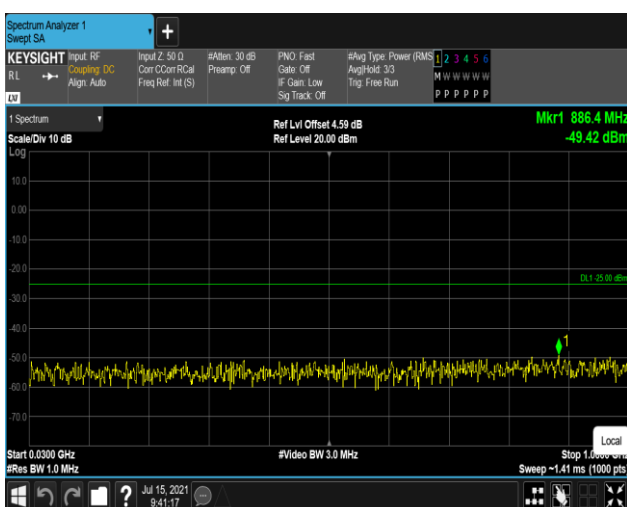 Spectrum Analyzer 1
Swept SA
+
KEYSIGHT
RL
LXI
Input: RF
Coupling: DC
Align: Auto
Input Z: 50 Ω
Corr CCorr RCal
Freq Ref: Int (S)
#Atten: 30 dB
Preamp: Off
PNO: Fast
Gate: Off
IF Gain: Low
Sig Track: Off
#Avg Type: Power (RMS
Avg|Hold: 3/3
Trig: Free Run
1 2 3 4 5 6
M W W W W W
P P P P P P
1 Spectrum
Scale/Div 10 dB
Log
Ref Lvl Offset 4.59 dB
Ref Level 20.00 dBm
Mkr1 886.4 MHz
-49.42 dBm
10.0
0.00
-10.0
-20.0
DL1 -25.00 dBm
-30.0
-40.0
1
-50.0
-60.0
-70.0
Local
Start 0.0300 GHz
#Res BW 1.0 MHz
#Video BW 3.0 MHz
Stop 1.0000 GHz
Sweep ~1.41 ms (1000 pts)
?
Jul 15, 2021
9:41:17